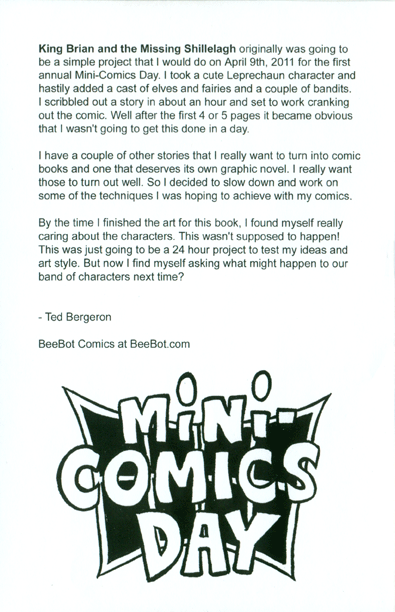 King Brian and the Missing Shillelagh originally was going to
be a simple project that I would do on April 9th, 2011 for the first
annual Mini-Comics Day. I took a cute Leprechaun character and
hastily added a cast of elves and fairies and a couple of bandits.
I scribbled out a story in about an hour and set to work cranking
out the comic. Well after the first 4 or 5 pages it became obvious
that I wasn't going to get this done in a day.
I have a couple of other stories that I really want to turn into comic
books and one that deserves its own graphic novel. I really want
those to turn out well. So I decided to slow down and work on
some of the techniques I was hoping to achieve with my comics.
By the time I finished the art for this book, I found myself really
caring about the characters. This wasn't supposed to happen!
This was just going to be a 24 hour project to test my ideas and
art style. But now I find myself asking what might happen to our
band of characters next time?
- Ted Bergeron
BeeBot Comics at BeeBot.com
MiNi-
COMICS
DAY